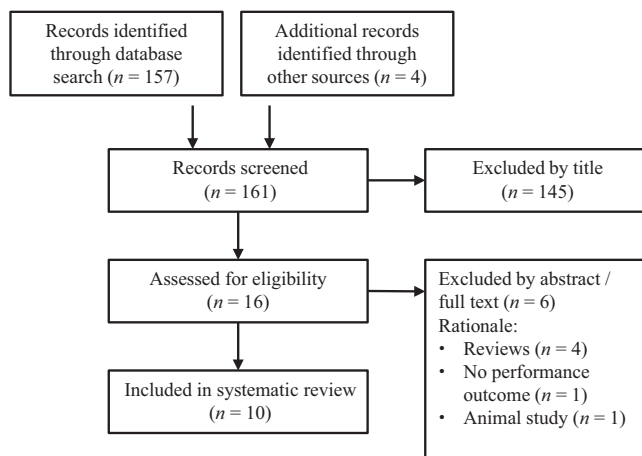 Records identified
through database
search (n = 157)
Additional records
identified through
other sources (n = 4)
Records screened
(n = 161)
Excluded by title
(n = 145)
Assessed for eligibility
(n = 16)
Excluded by abstract /
full text (n = 6)
Rationale:
• Reviews (n = 4)
• No performance
outcome (n = 1)
• Animal study (n = 1)
Included in systematic review
(n = 10)